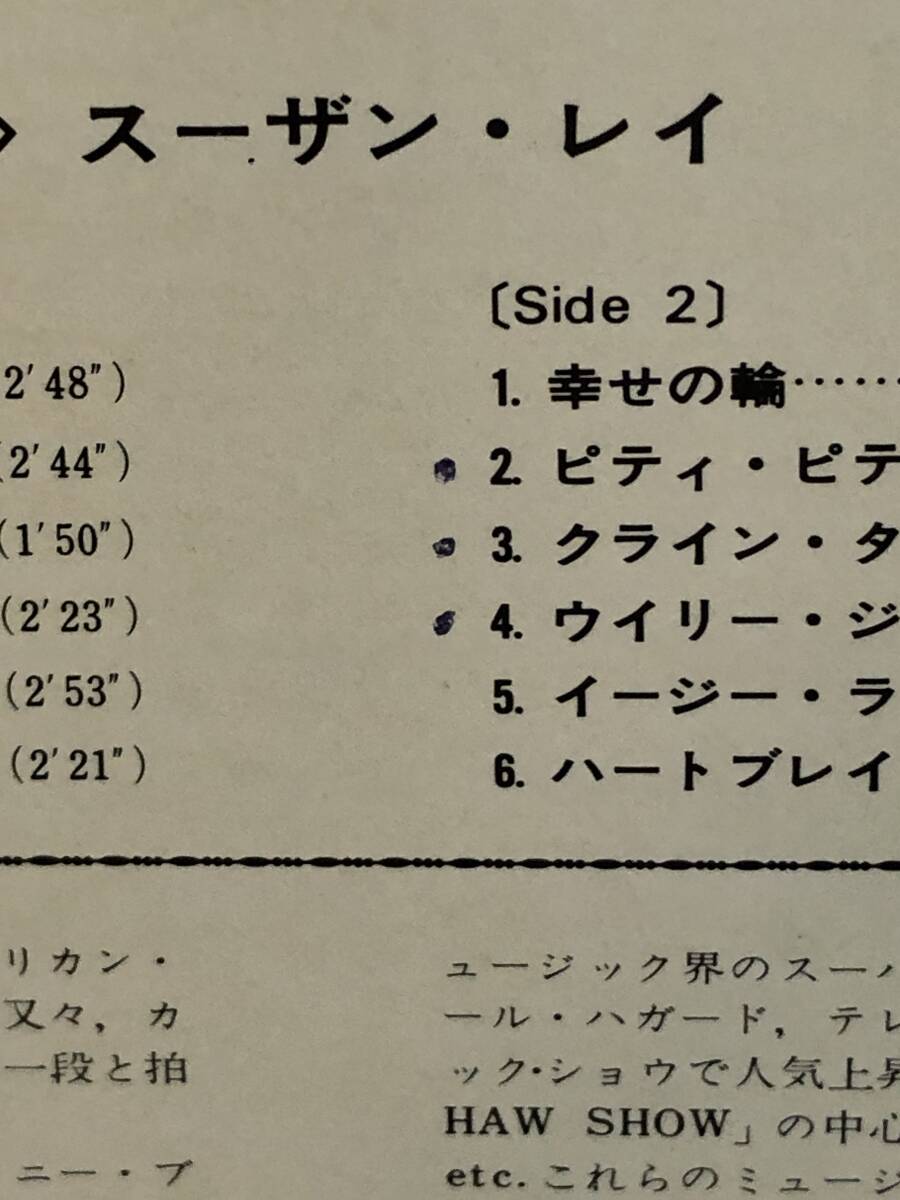 スーザン・レイ
2′48″)
(2′44″)
(1′50″)
(2′23″)
(2′53″)
(2′21″)
〔Side 2〕
1. 幸せの輪……
2. ピティ・ピテ
3. クライン・タ
4. ウイリー・ジ
5. イージー・ラ
6. ハートブレイ
リカン・
又々，カ
一段と拍
ニー・ブ
ュージック界のスーパ
ール・ハガード，テレ
ック・ショウで人気上昇
HAW SHOW」の中心
etc. これらのミュージ